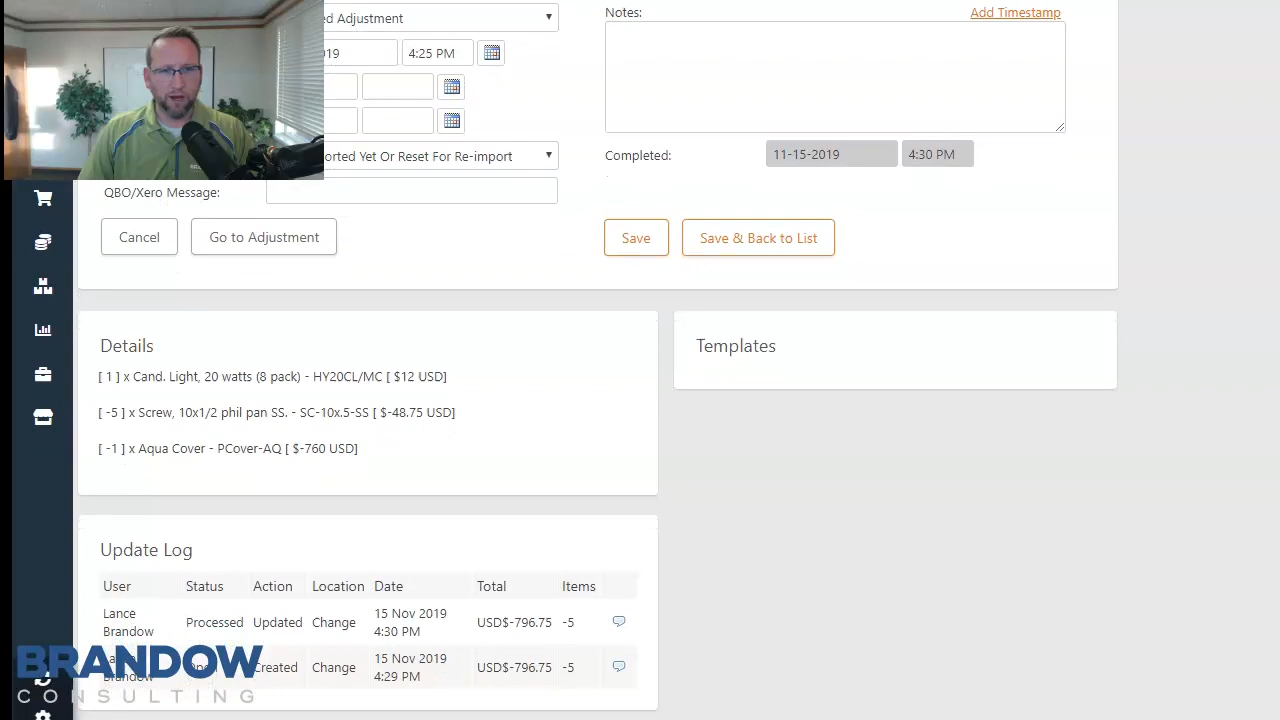 ed Adjustment
Notes:
Add Timestamp
19
4:25 PM
orted Yet Or Reset For Re-import
Completed:
11-15-2019
4:30 PM
QBO/Xero Message:
Cancel
Go to Adjustment
Save
Save & Back to List
Details
[ 1 ] x Cand. Light, 20 watts (8 pack) - HY20CL/MC [ $12 USD]
[ -5 ] x Screw, 10x1/2 phil pan SS. - SC-10x.5-SS [ $-48.75 USD]
[ -1 ] x Aqua Cover - PCover-AQ [ $-760 USD]
Templates
Update Log
User Status Action Location Date Total Items
Lance Brandow Processed Updated Change 15 Nov 2019 4:30 PM USD$-796.75 -5
Created Change 15 Nov 2019 4:29 PM USD$-796.75 -5
BRANDOW
CONSULTING